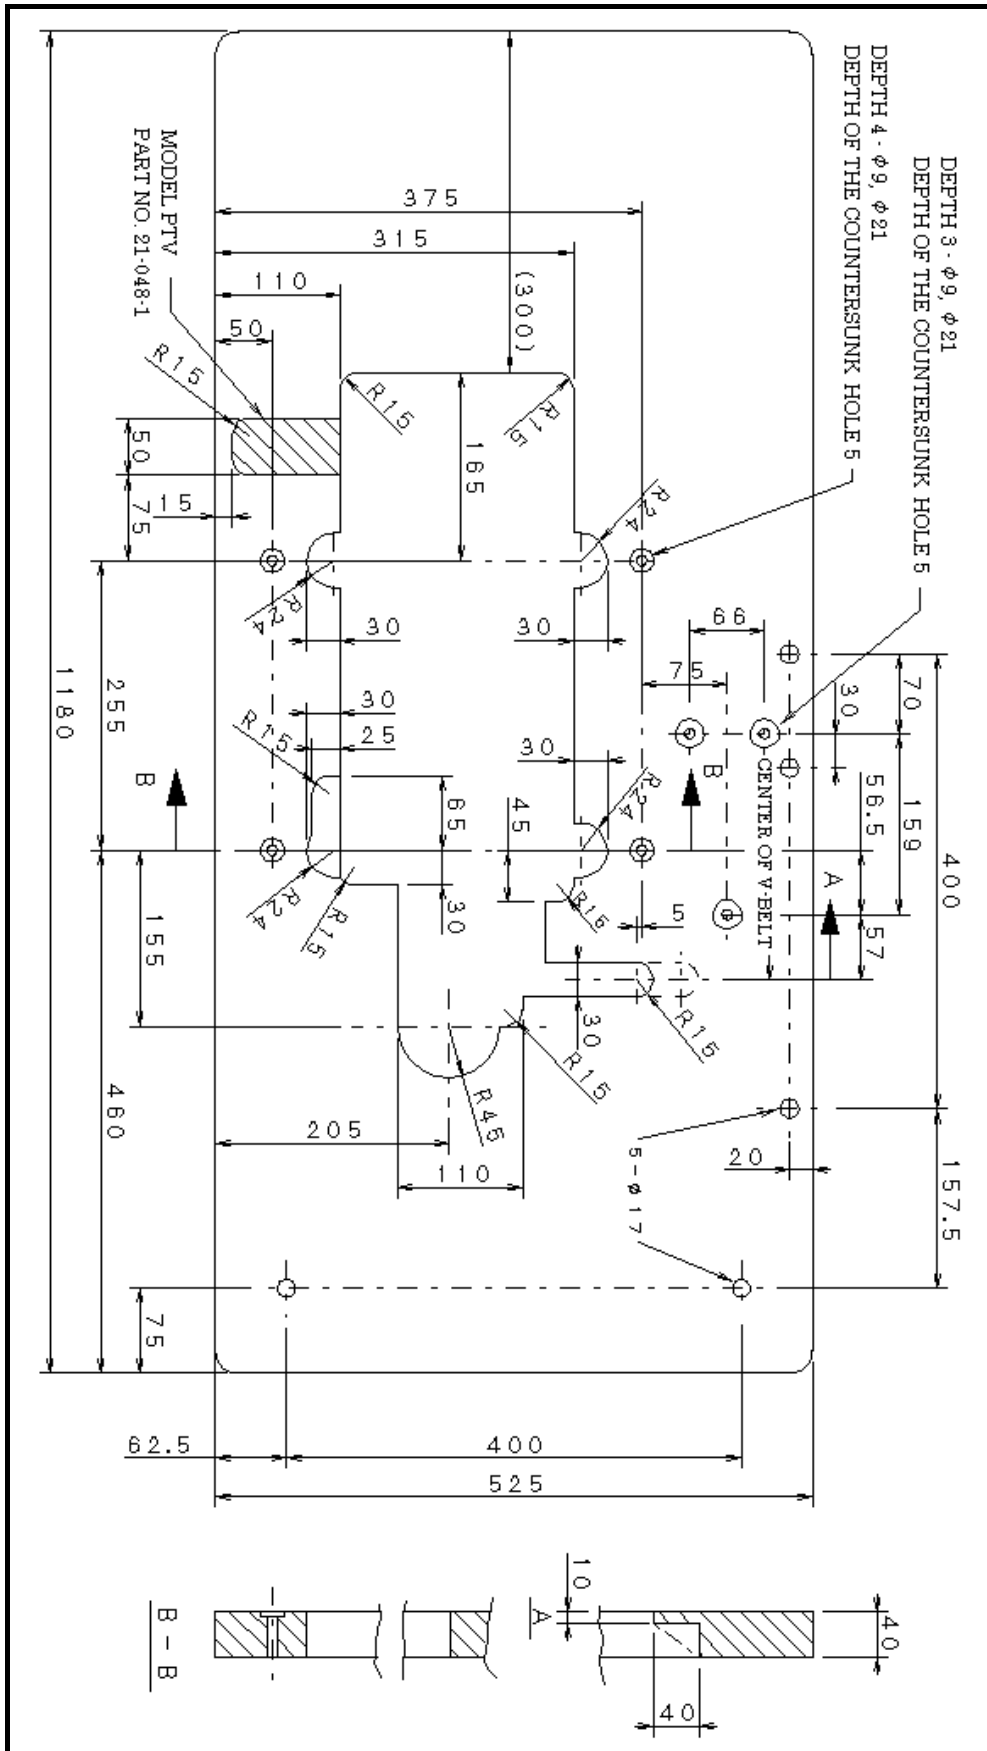 DEPTH 3 - φ9, φ21
DEPTH OF THE COUNTERSUNK HOLE 5
DEPTH 4 - φ9, φ21
DEPTH OF THE COUNTERSUNK HOLE 5
MODEL PTV
PART NO. 21-048-1
375
315
110
50
(300)
R15
R15
R15
50
75
15
165
R24
R24
30
30
66
75
70
30
400
159
56.5
57
30
25
R15
30
R24
1180
255
B
B
A
CENTER OF V-BELT
65
45
30
R24
R15
R15
5
155
30
R15
R15
R45
460
205
110
5-φ17
20
157.5
75
62.5
400
525
10
40
A
B - B
40